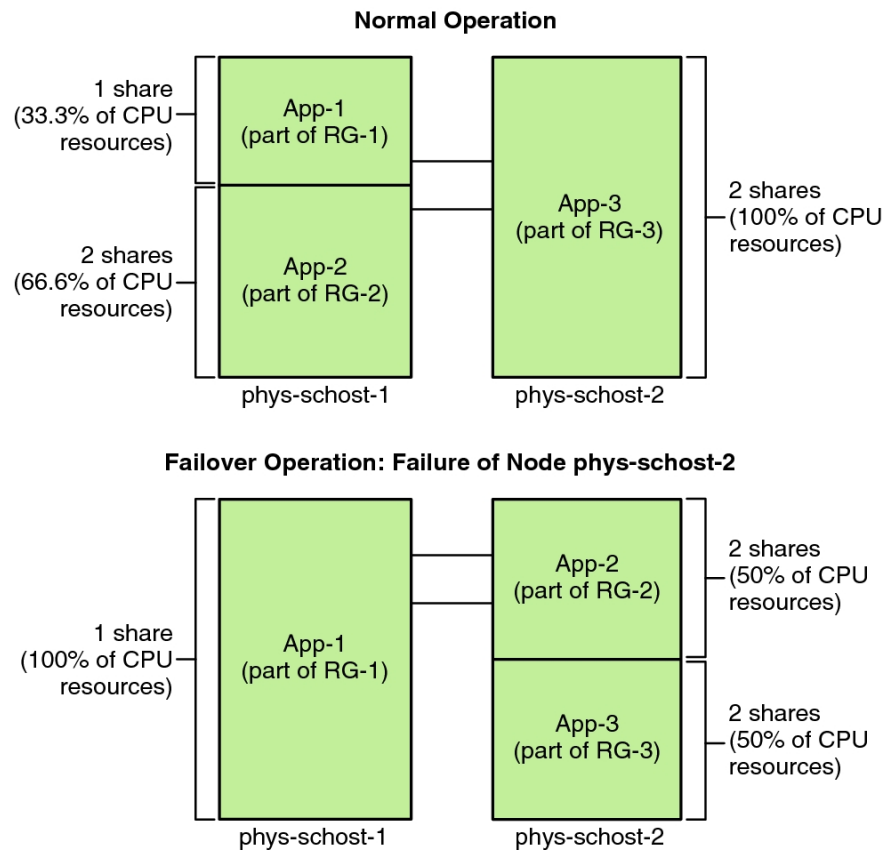 Normal Operation
1 share
(33.3% of CPU
resources)
App-1
(part of RG-1)
2 shares
(66.6% of CPU
resources)
App-2
(part of RG-2)
App-3
(part of RG-3)
2 shares
(100% of CPU
resources)
phys-schost-1
phys-schost-2
Failover Operation: Failure of Node phys-schost-2
1 share
(100% of CPU
resources)
App-1
(part of RG-1)
App-2
(part of RG-2)
2 shares
(50% of CPU
resources)
App-3
(part of RG-3)
2 shares
(50% of CPU
resources)
phys-schost-1
phys-schost-2